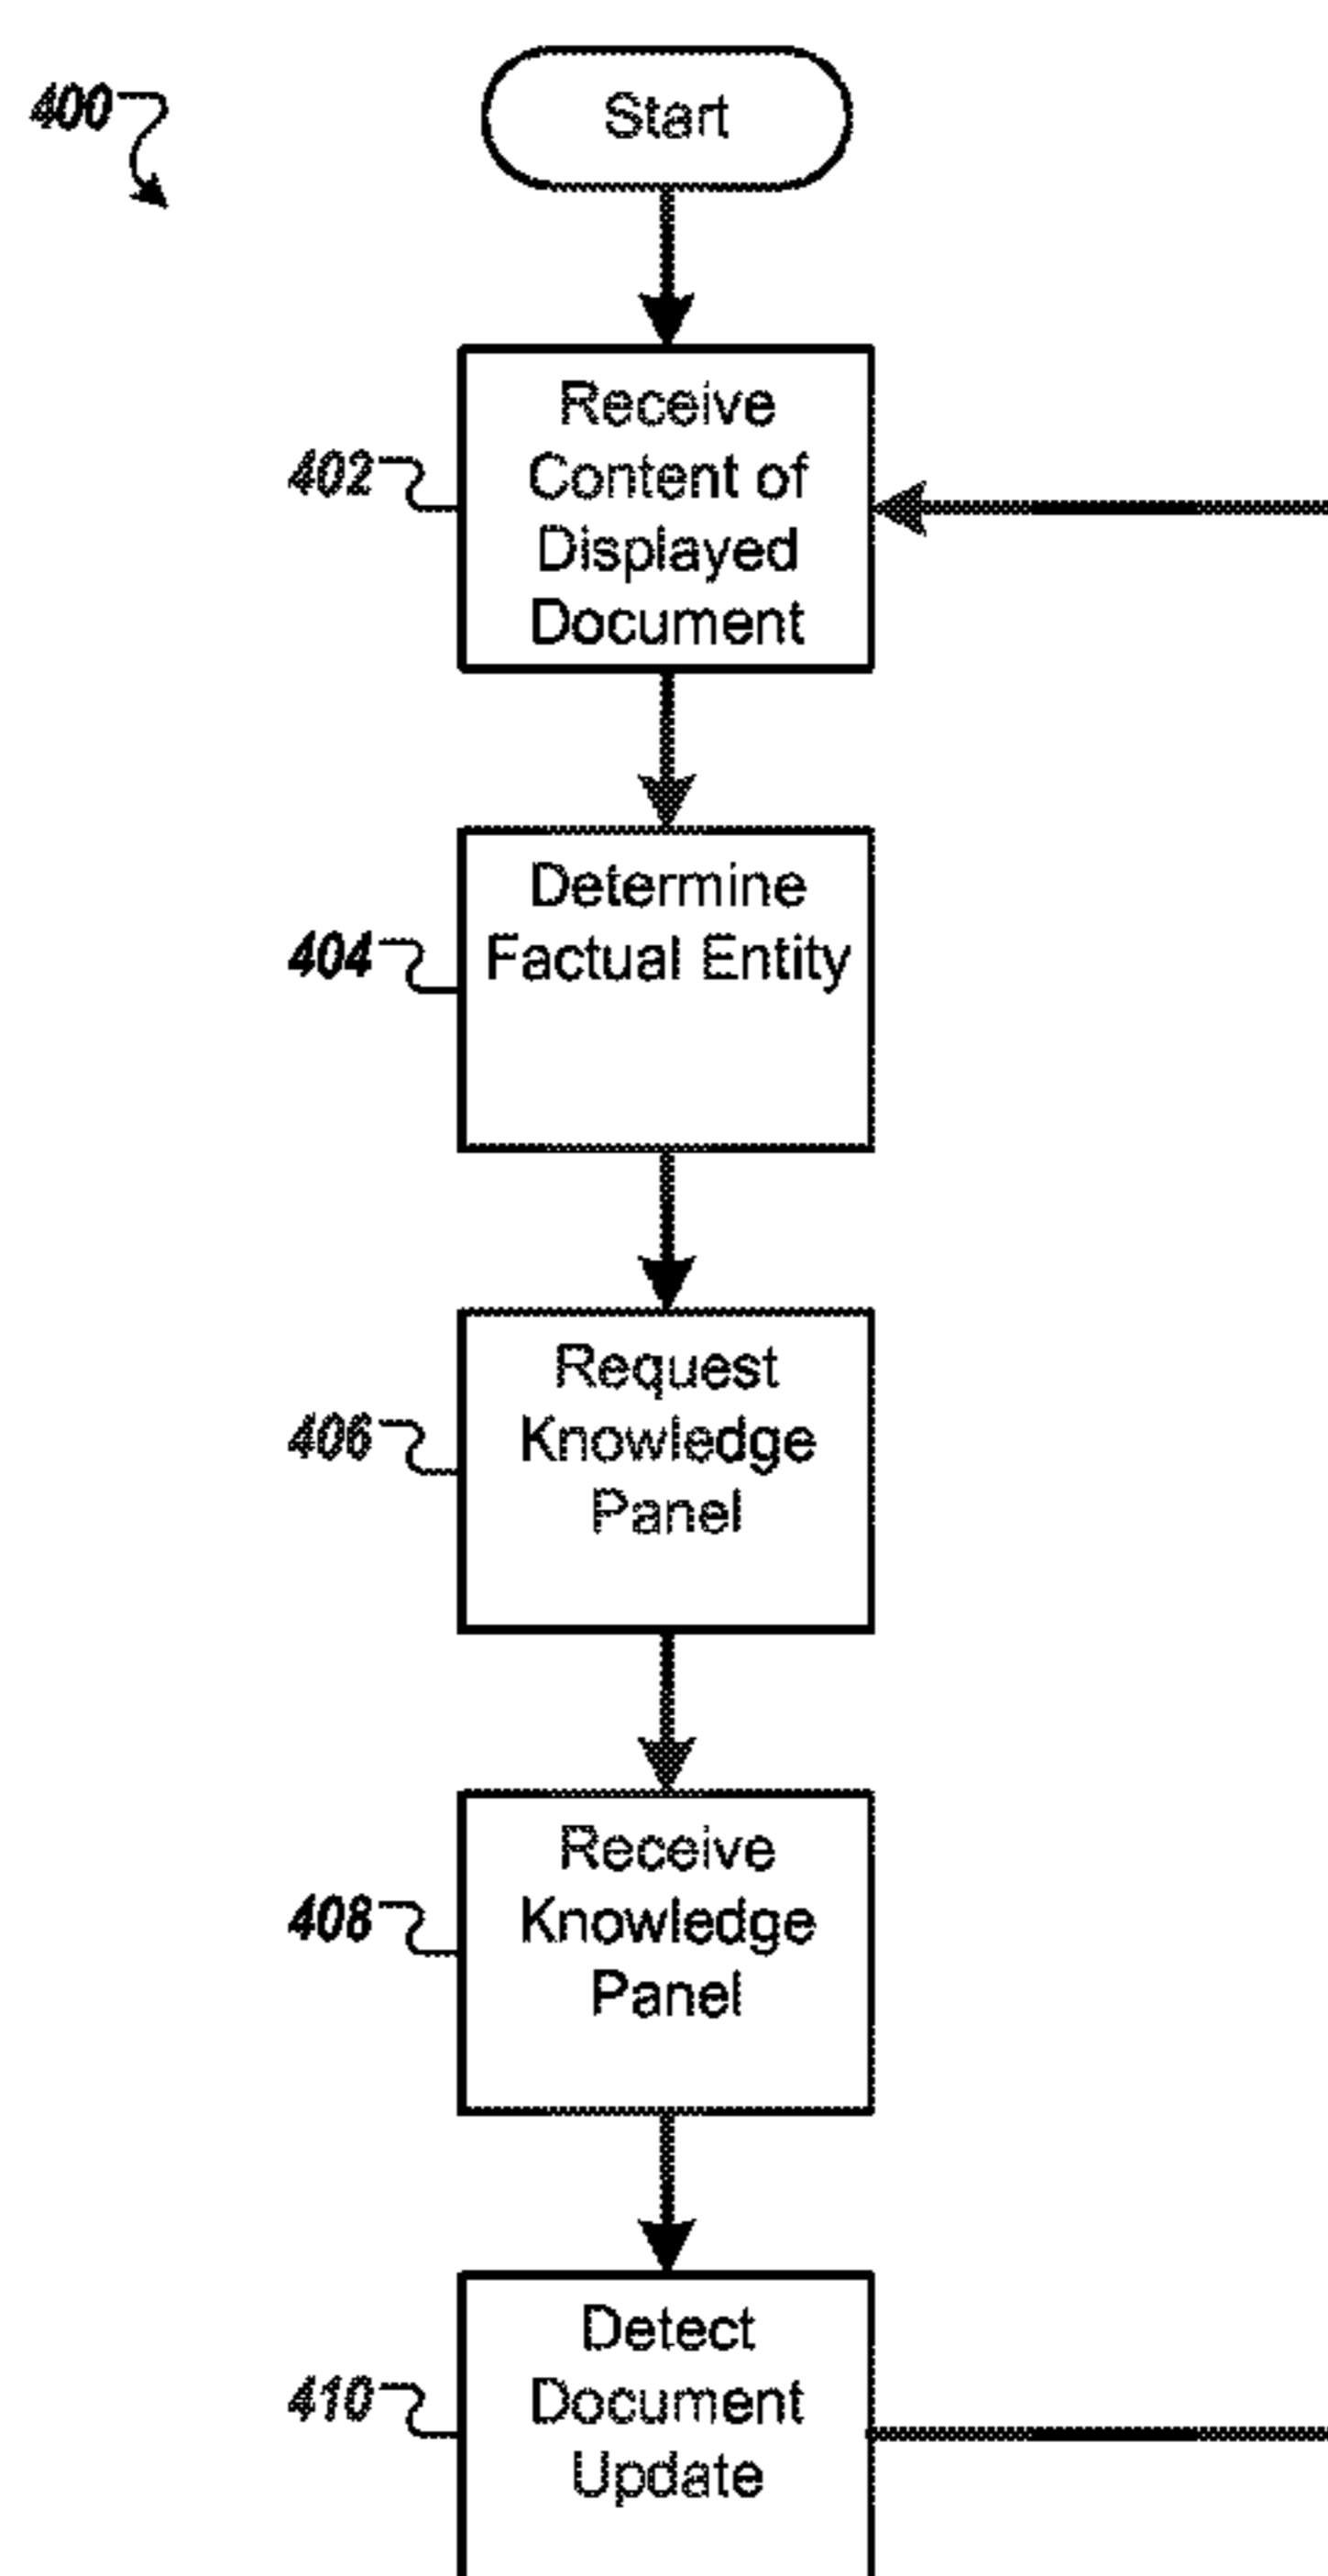 400
Start
402
Receive
Content of
Displayed
Document
404
Determine
Factual Entity
406
Request
Knowledge
Panel
408
Receive
Knowledge
Panel
410
Detect
Document
Update